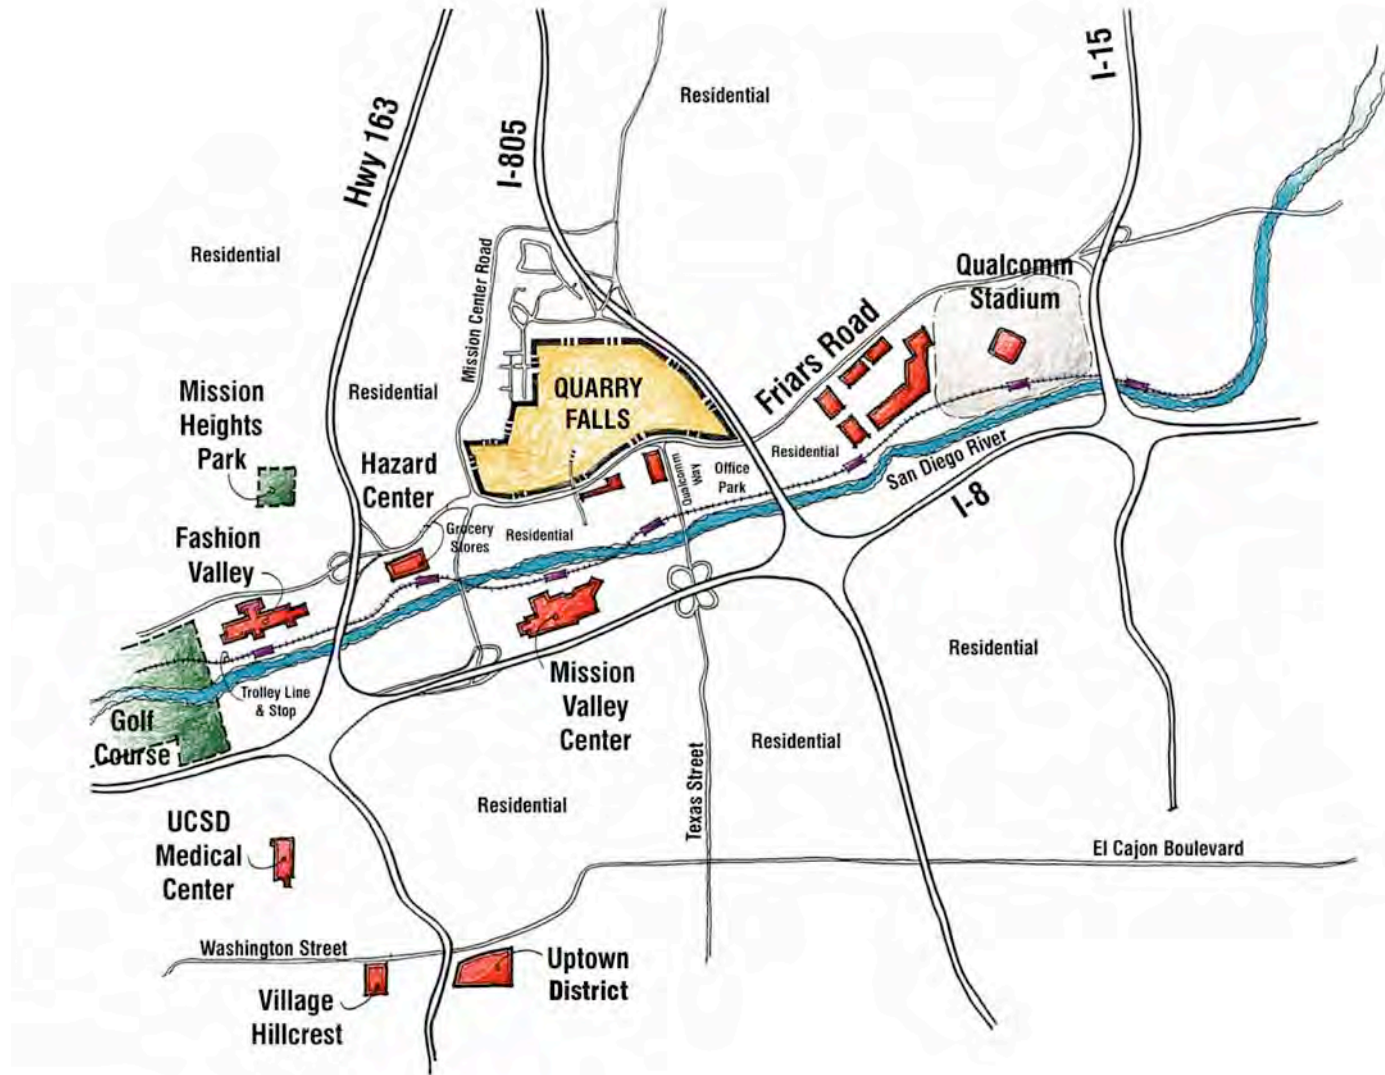 I-15
Hwy 163
I-805
Residential
Residential
Mission Center Road
Qualcomm
Stadium
Friars Road
QUARRY
FALLS
Residential
Mission
Heights
Park
Hazard
Center
Residential
Office
Park
Qualcomm
Way
San Diego River
I-8
Grocery
Stores
Residential
Fashion
Valley
Trolley Line
& Stop
Golf
Course
Mission
Valley
Center
Residential
Residential
Texas Street
Residential
UCSD
Medical
Center
El Cajon Boulevard
Washington Street
Uptown
District
Village
Hillcrest